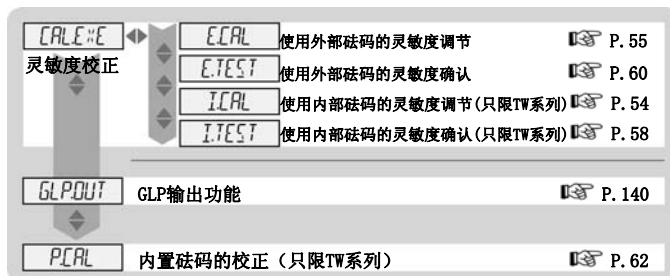 CAL.E※E E.CAL 使用外部砝码的灵敏度调节 ☞ P.55
灵敏度校正
E.TEST 使用外部砝码的灵敏度确认 ☞ P.60
I.CAL 使用内部砝码的灵敏度调节(只限TW系列) ☞ P.54
I.TEST 使用内部砝码的灵敏度确认(只限TW系列) ☞ P.58
GLP.OUT GLP输出功能 ☞ P.140
P.CAL 内置砝码的校正（只限TW系列） ☞ P.62